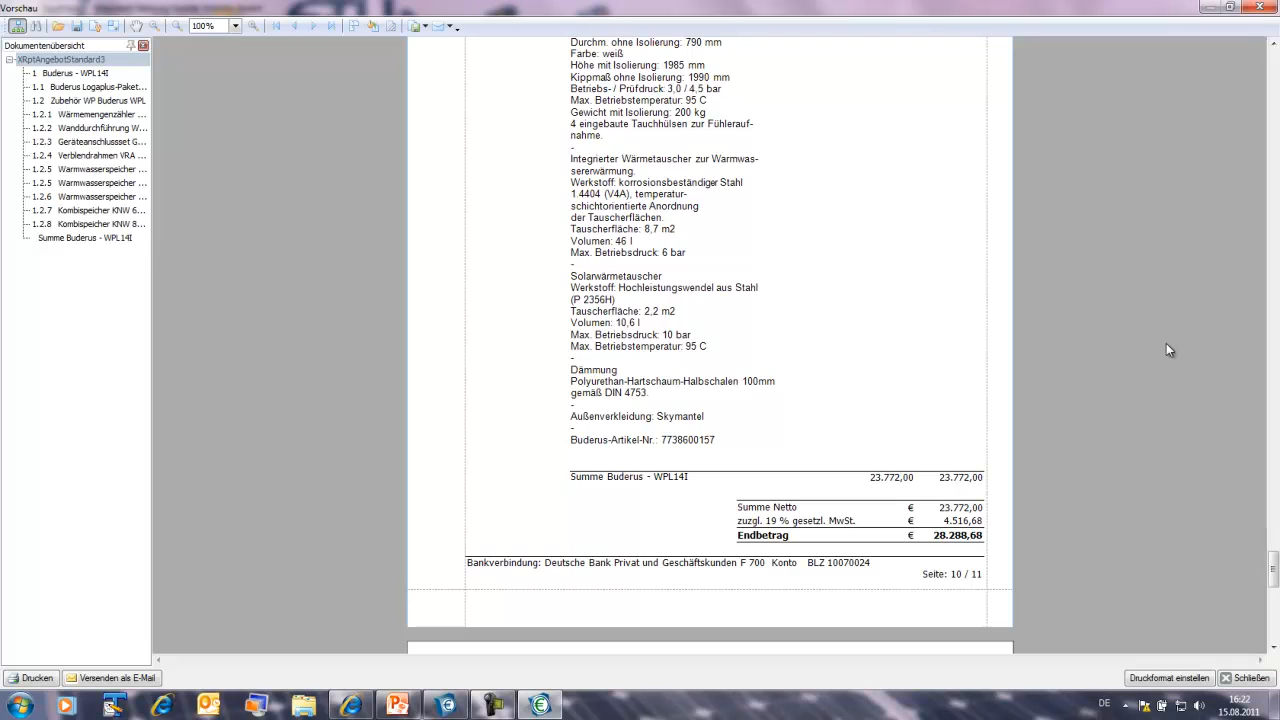 Vorschau
100%
Dokumentenübersicht
XRptAngebotStandard3
1 Buderus - WPL14I
1.1 Buderus Logaplus-Paket...
1.2 Zubehör WP Buderus WPL
1.2.1 Wärmemengenzähler ...
1.2.2 Wanddurchführung W...
1.2.3 Geräteanschlussset G...
1.2.4 Verblendrahmen VRA ...
1.2.5 Warmwasserspeicher ...
1.2.5 Warmwasserspeicher ...
1.2.6 Warmwasserspeicher ...
1.2.7 Kombispeicher KNW 6...
1.2.8 Kombispeicher KNW 8...
Summe Buderus - WPL14I
Durchm. ohne Isolierung: 790 mm
Farbe: weiß
Höhe mit Isolierung: 1985 mm
Kippmaß ohne Isolierung: 1990 mm
Betriebs- / Prüfdruck: 3,0 / 4,5 bar
Max. Betriebstemperatur: 95 C
Gewicht mit Isolierung: 200 kg
4 eingebaute Tauchhülsen zur Fühlerauf-
nahme.
-
Integrierter Wärmetauscher zur Warmwas-
sererwärmung.
Werkstoff: korrosionsbeständiger Stahl
1.4404 (V4A), temperatur-
schichtorientierte Anordnung
der Tauscherflächen.
Tauscherfläche: 8,7 m2
Volumen: 46 l
Max. Betriebsdruck: 6 bar
-
Solarwärmetauscher
Werkstoff: Hochleistungswendel aus Stahl
(P 2356H)
Tauscherfläche: 2,2 m2
Volumen: 10,6 l
Max. Betriebsdruck: 10 bar
Max. Betriebstemperatur: 95 C
-
Dämmung
Polyurethan-Hartschaum-Halbschalen 100mm
gemäß DIN 4753.
-
Außenverkleidung: Skymantel
-
Buderus-Artikel-Nr.: 7738600157
Summe Buderus - WPL14I 23.772,00 23.772,00
Summe Netto € 23.772,00
zuzgl. 19 % gesetzl. MwSt. € 4.516,68
Endbetrag € 28.288,68
Bankverbindung: Deutsche Bank Privat und Geschäftskunden F 700 Konto BLZ 10070024
Seite: 10 / 11
Drucken
Versenden als E-Mail
Druckformat einstellen
Schließen
DE
16:22
15.08.2011